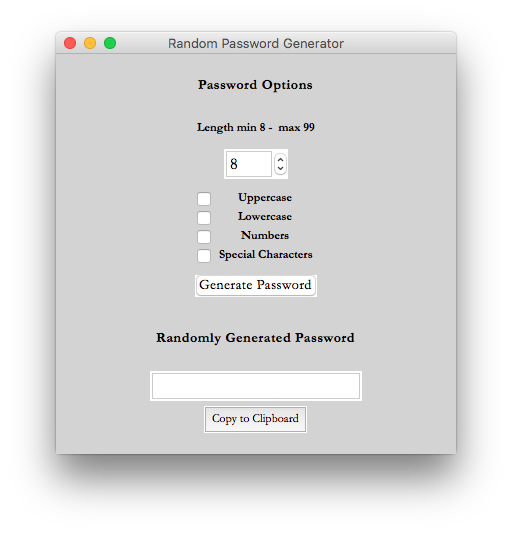 Random Password Generator
Password Options
Length min 8 -  max 99
8
Uppercase
Lowercase
Numbers
Special Characters
Generate Password
Randomly Generated Password
Copy to Clipboard